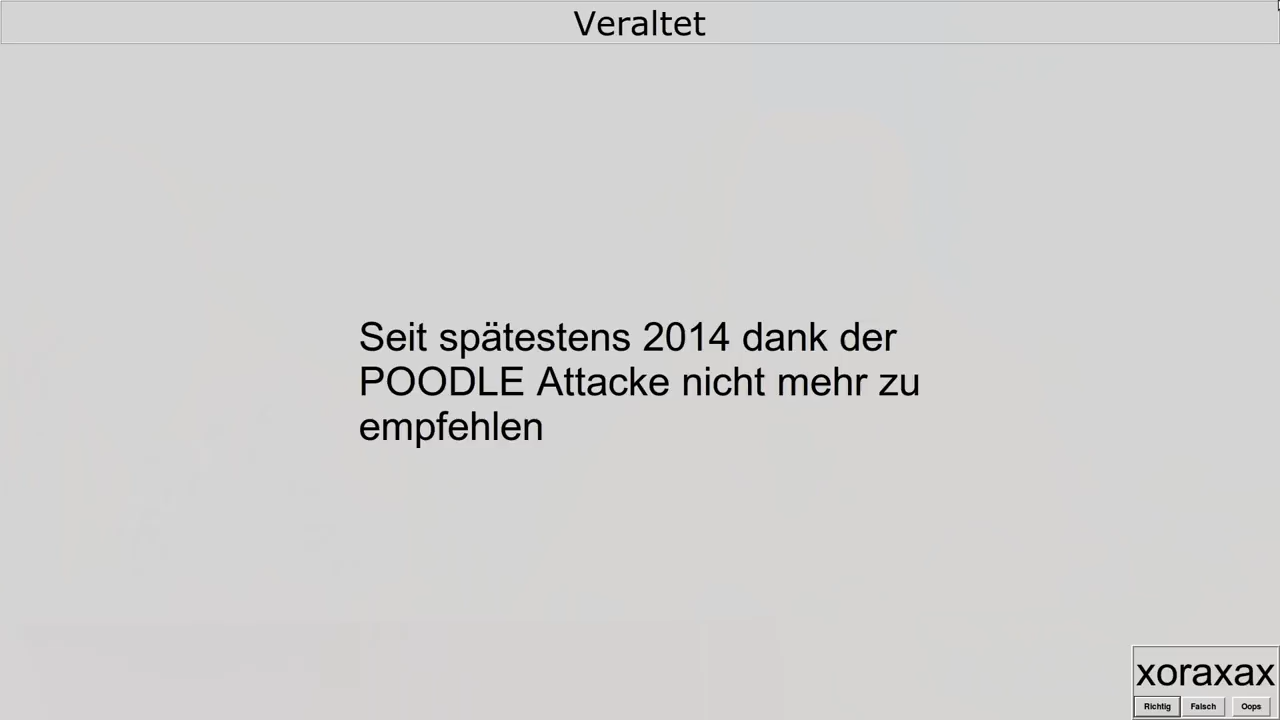 Veraltet
Seit spätestens 2014 dank der
POODLE Attacke nicht mehr zu
empfehlen
xoraxax
Richtig Falsch Oops